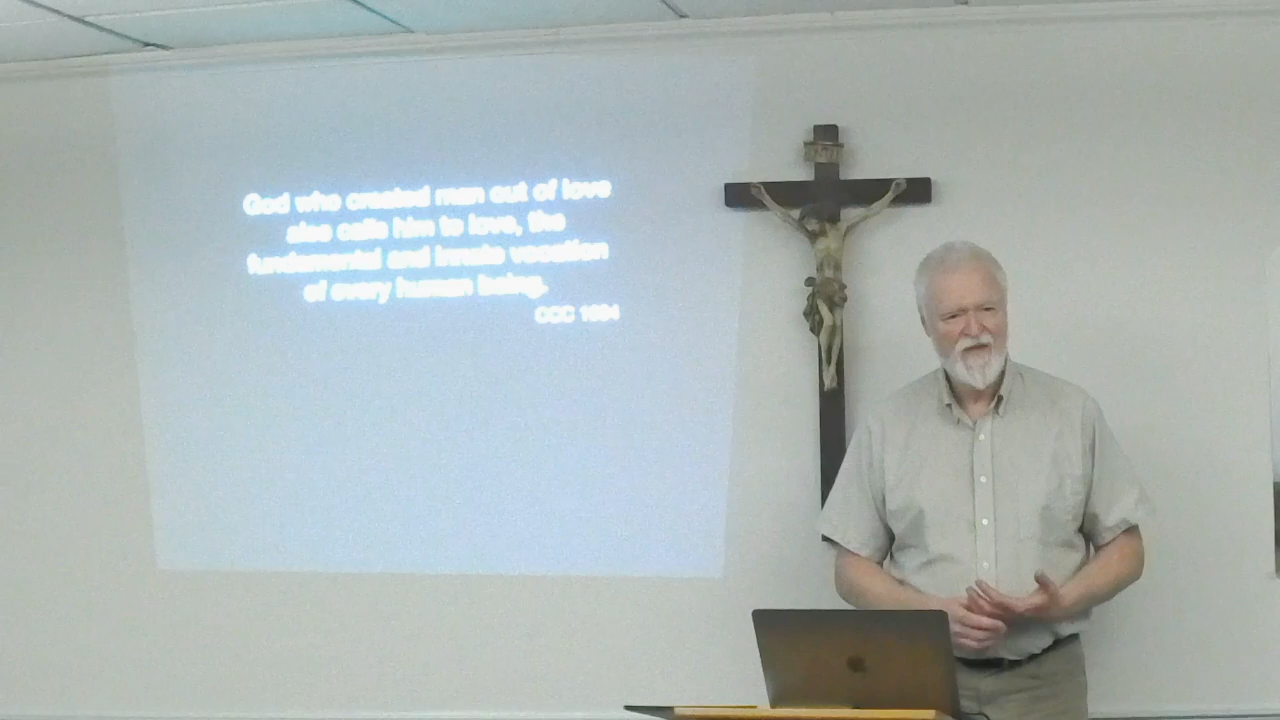 God who created man out of love
also calls him to love, the
fundamental and innate vocation
of every human being.
CCC 1604